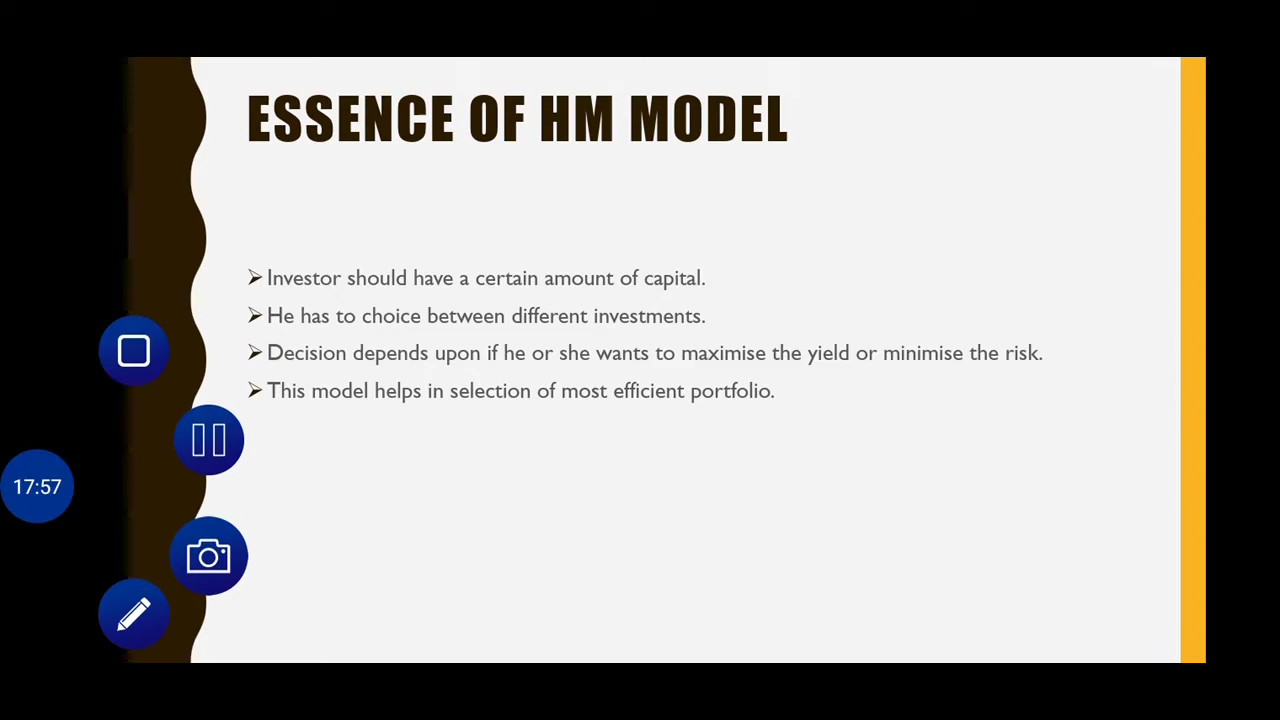 ESSENCE OF HM MODEL
➢Investor should have a certain amount of capital.
➢He has to choice between different investments.
➢Decision depends upon if he or she wants to maximise the yield or minimise the risk.
➢This model helps in selection of most efficient portfolio.
17:57